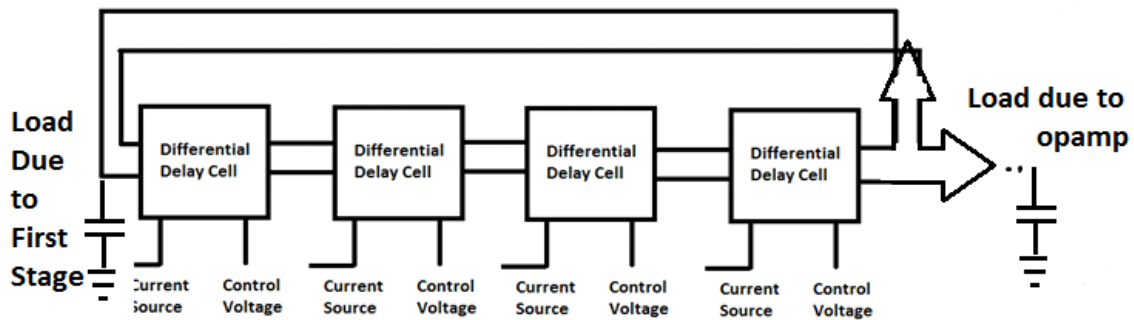 Load
Due
to
First
Stage
Differential
Delay Cell
Differential
Delay Cell
Differential
Delay Cell
Differential
Delay Cell
Load due to
opamp
Current
Source
Control
Voltage
Current
Source
Control
Voltage
Current
Source
Control
Voltage
Current
Source
Control
Voltage